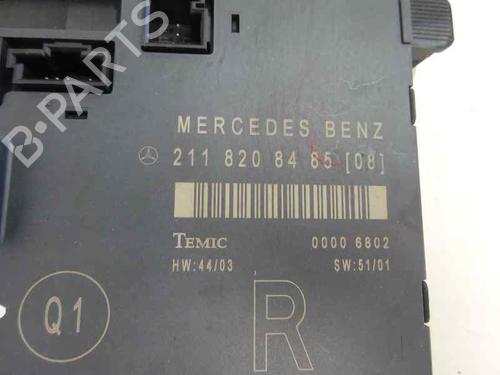 B-PARTS
MERCEDES BENZ
211 820 84 85 [08]
TEMIC 0000 6802
HW:44/03 SW:51/01
Q1
R